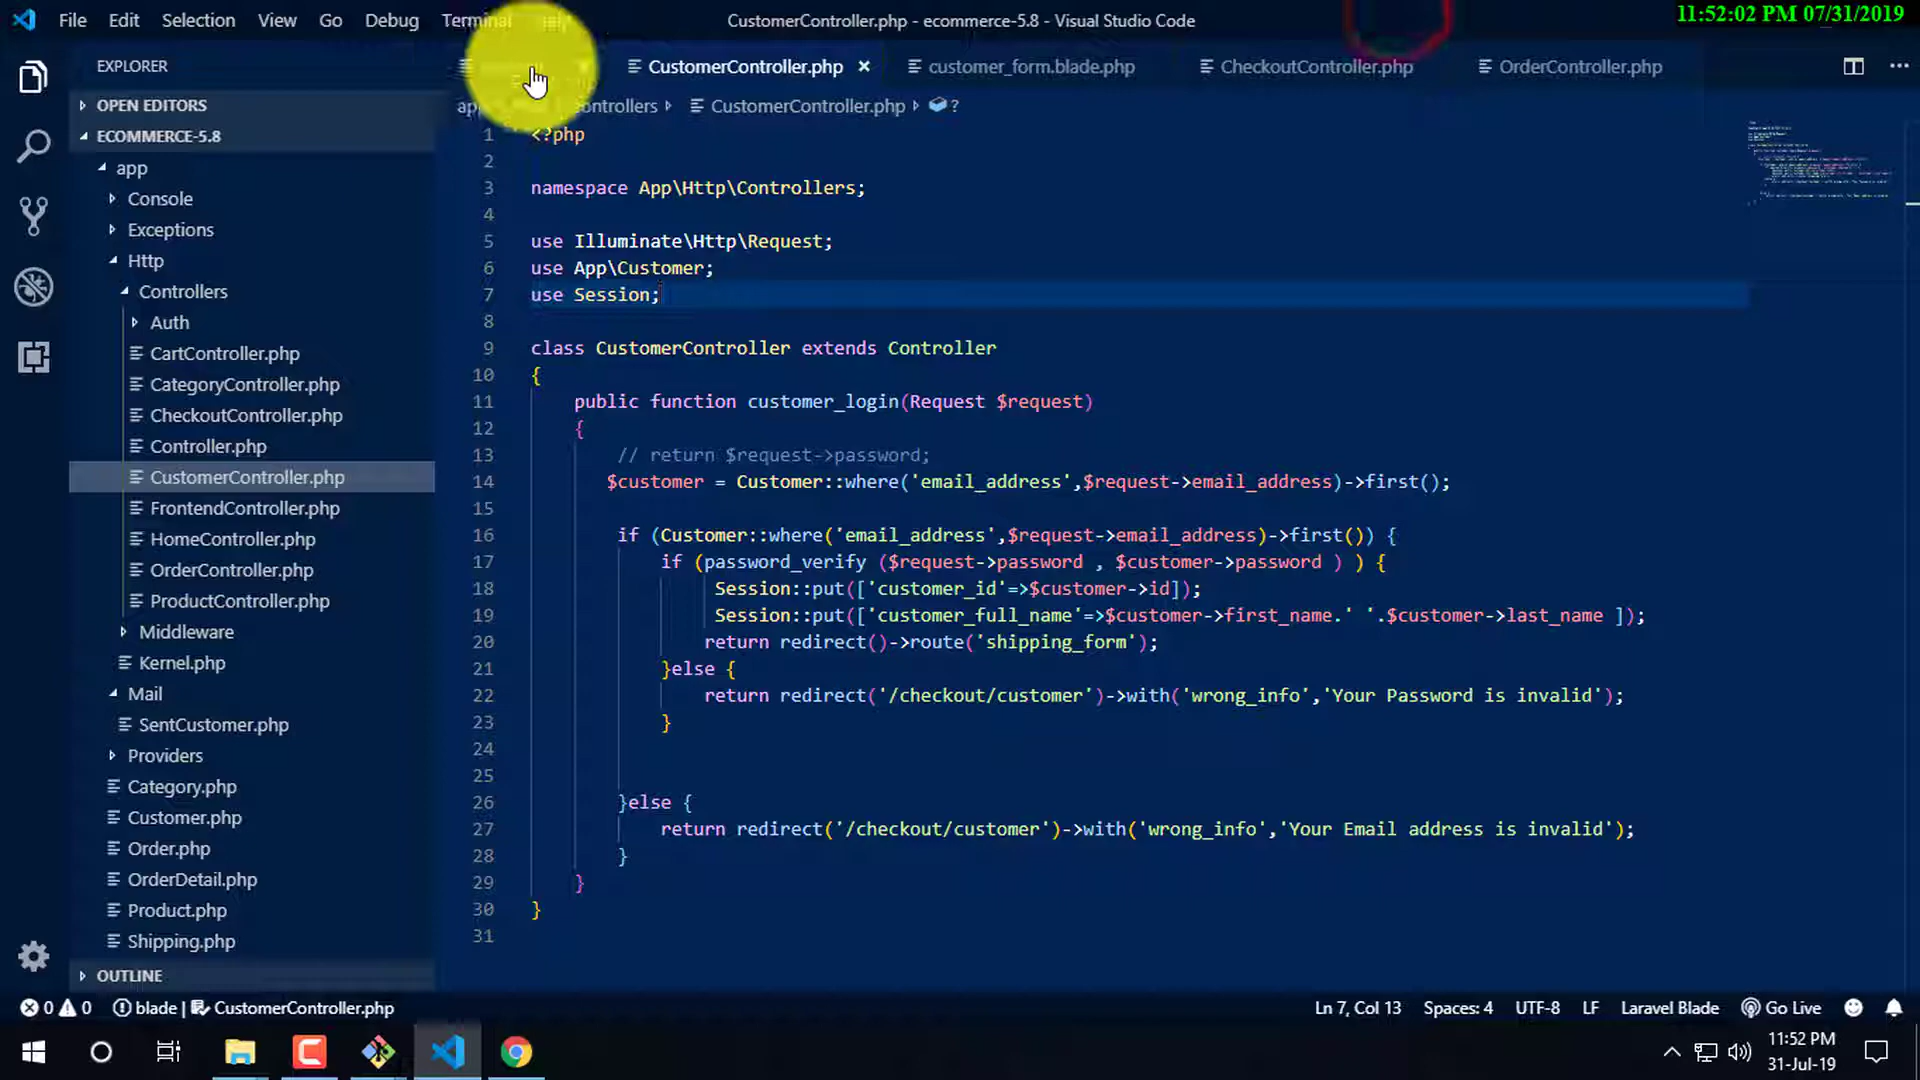 File Edit Selection View Go Debug Terminal
CustomerController.php - ecommerce-5.8 - Visual Studio Code
11:52:02 PM 07/31/2019
EXPLORER
CustomerController.php × customer_form.blade.php CheckoutController.php OrderController.php ···
OPEN EDITORS
CustomerController.php ?
ECOMMERCE-5.8
app
Console
Exceptions
Http
Controllers
Auth
CartController.php
CategoryController.php
CheckoutController.php
Controller.php
CustomerController.php
FrontendController.php
HomeController.php
OrderController.php
ProductController.php
Middleware
Kernel.php
Mail
SentCustomer.php
Providers
Category.php
Customer.php
Order.php
OrderDetail.php
Product.php
Shipping.php
OUTLINE
1 <?php
2
3 namespace App\Http\Controllers;
4
5 use Illuminate\Http\Request;
6 use App\Customer;
7 use Session;
8
9 class CustomerController extends Controller
10 {
11 public function customer_login(Request $request)
12 {
13 // return $request->password;
14 $customer = Customer::where('email_address',$request->email_address)->first();
15
16 if (Customer::where('email_address',$request->email_address)->first()) {
17 if (password_verify ($request->password , $customer->password ) ) {
18 Session::put(['customer_id'=>$customer->id]);
19 Session::put(['customer_full_name'=>$customer->first_name.' '.$customer->last_name ]);
20 return redirect()->route('shipping_form');
21 }else {
22 return redirect('/checkout/customer')->with('wrong_info','Your Password is invalid');
23 }
24
25
26 }else {
27 return redirect('/checkout/customer')->with('wrong_info','Your Email address is invalid');
28 }
29 }
30 }
31
0 0 blade | CustomerController.php
Ln 7, Col 13 Spaces: 4 UTF-8 LF Laravel Blade Go Live
11:52 PM
31-Jul-19